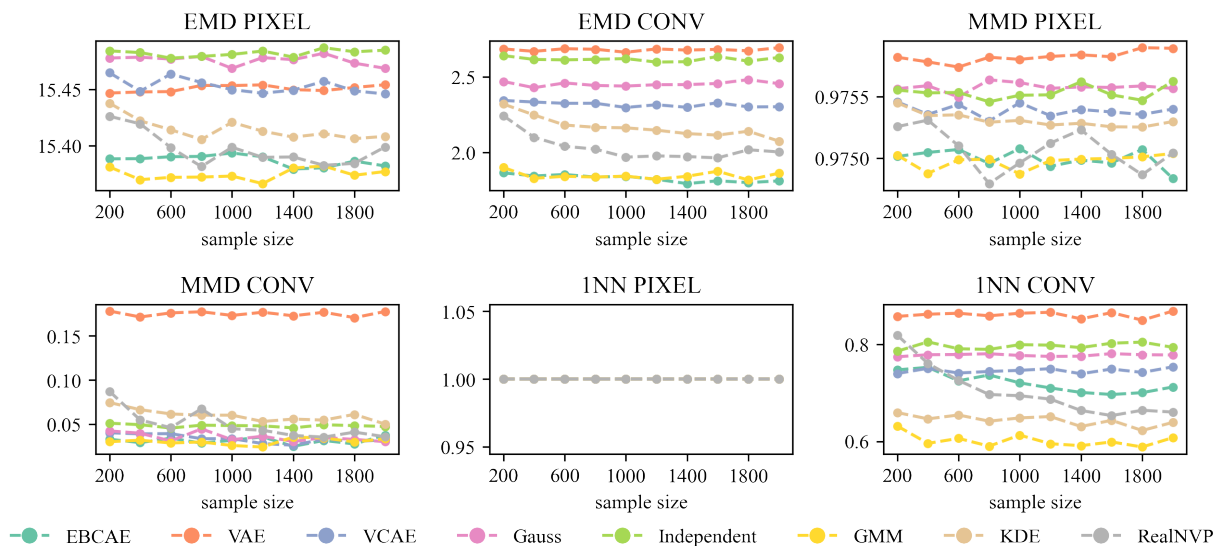 EMD PIXEL
15.45
15.40
200 600 1000 1400 1800
sample size
EMD CONV
2.5
2.0
200 600 1000 1400 1800
sample size
MMD PIXEL
0.9755
0.9750
200 600 1000 1400 1800
sample size
MMD CONV
0.15
0.10
0.05
200 600 1000 1400 1800
sample size
1NN PIXEL
1.05
1.00
0.95
200 600 1000 1400 1800
sample size
1NN CONV
0.8
0.6
200 600 1000 1400 1800
sample size
EBCAE VAE VCAE Gauss Independent GMM KDE RealNVP